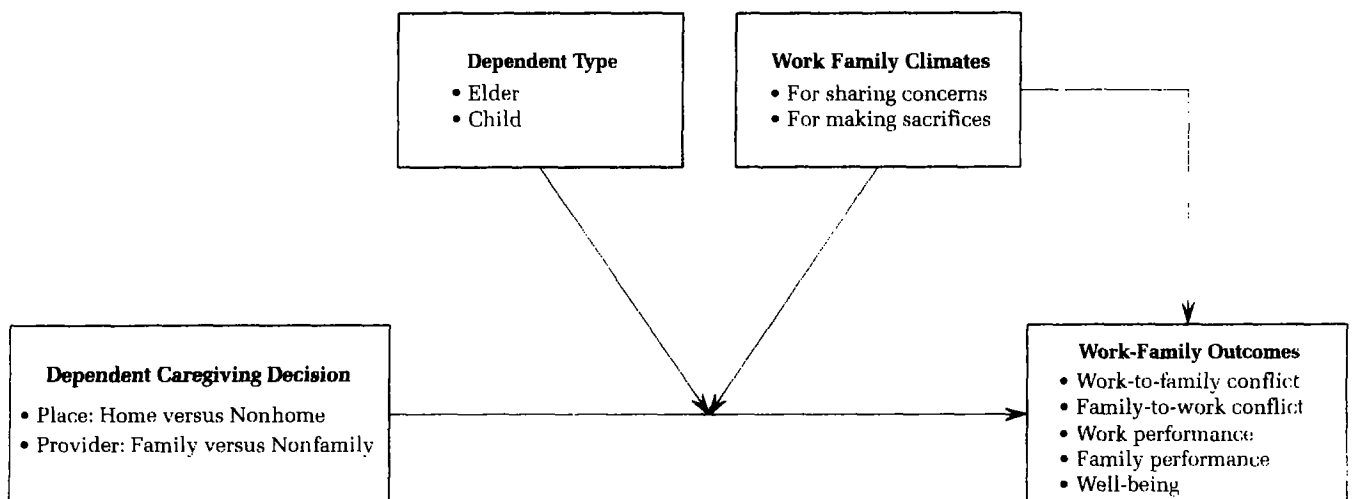 Dependent Type
• Elder
• Child
Work Family Climates
• For sharing concerns
• For making sacrifices
Dependent Caregiving Decision
• Place: Home versus Nonhome
• Provider: Family versus Nonfamily
Work-Family Outcomes
• Work-to-family conflict
• Family-to-work conflict
• Work performance
• Family performance
• Well-being